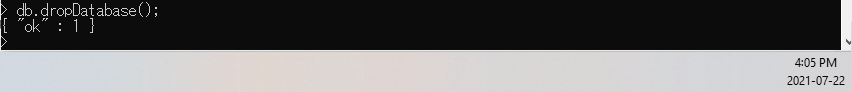 > db.dropDatabase();
{ "ok" : 1 }
>
4:05 PM
2021-07-22